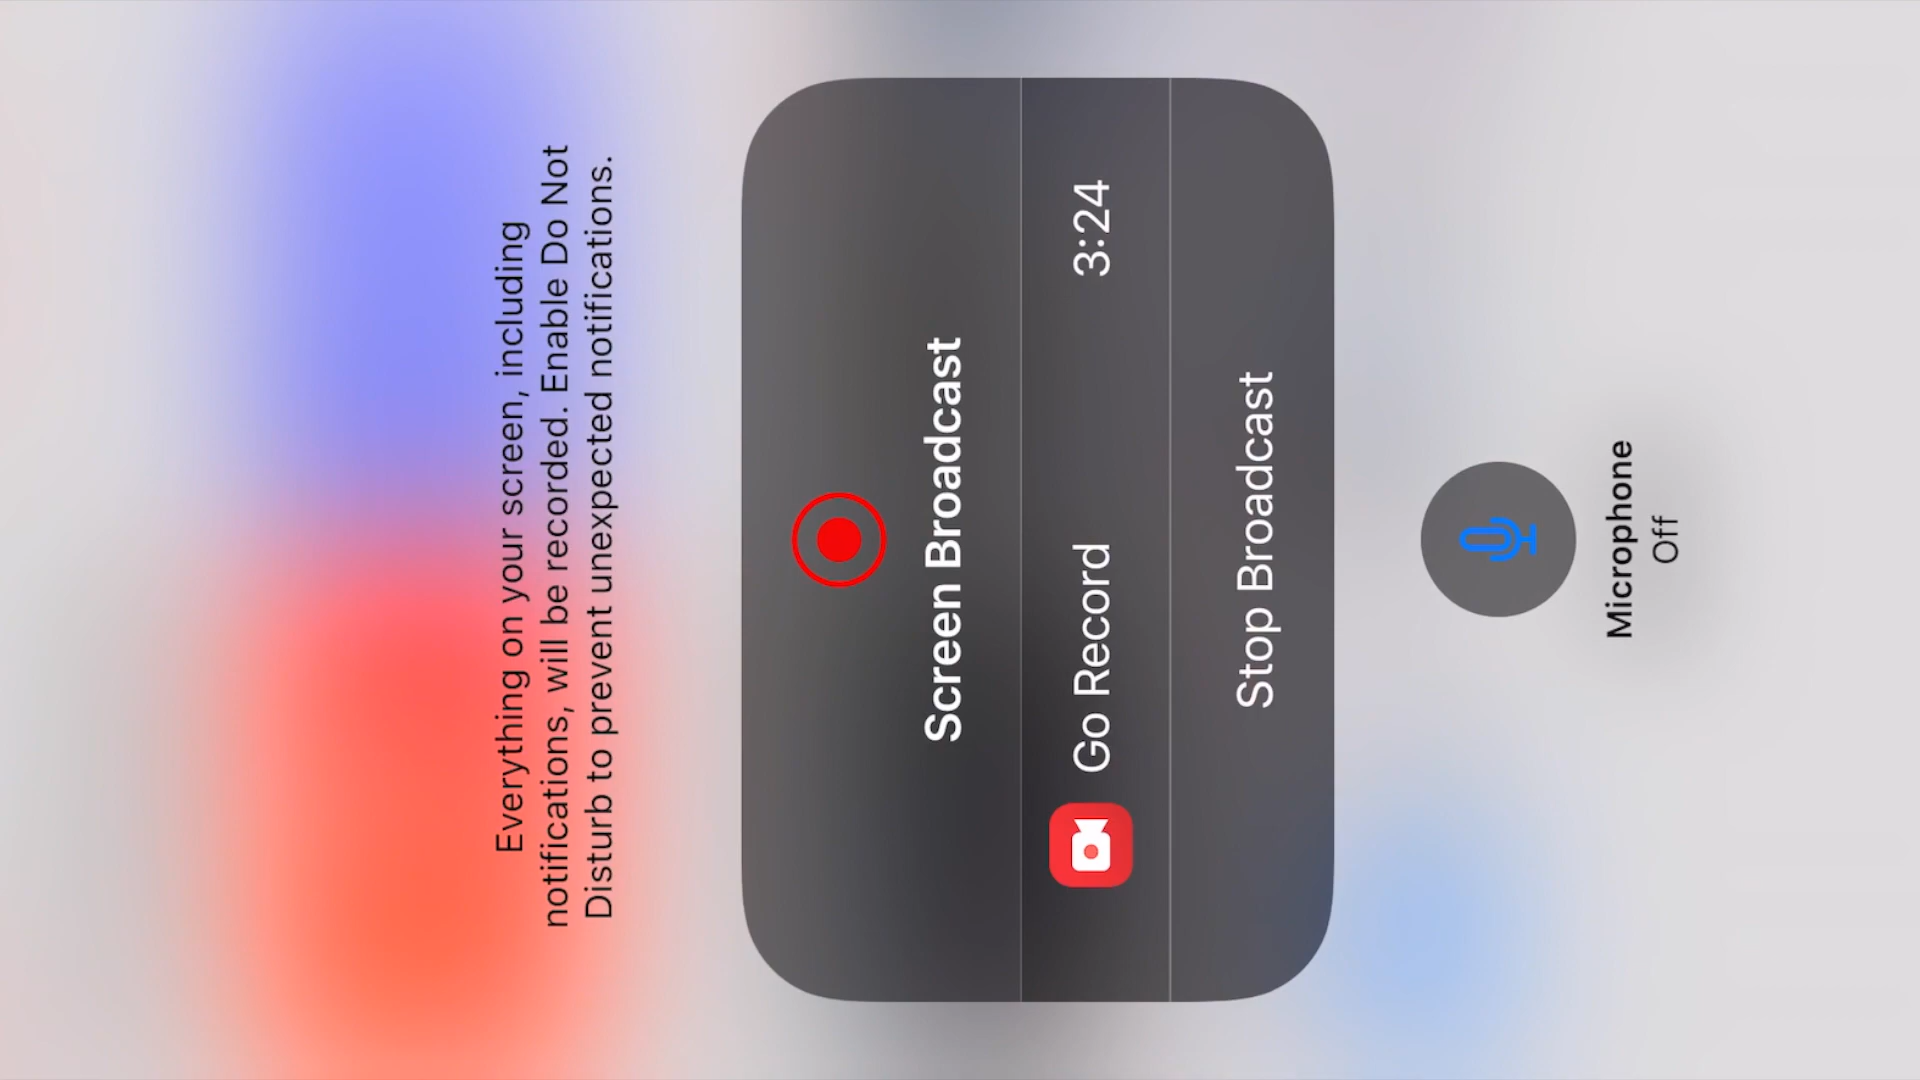 Everything on your screen, including
notifications, will be recorded. Enable Do Not
Disturb to prevent unexpected notifications.
Screen Broadcast
Go Record 3:24
Stop Broadcast
Microphone
Off